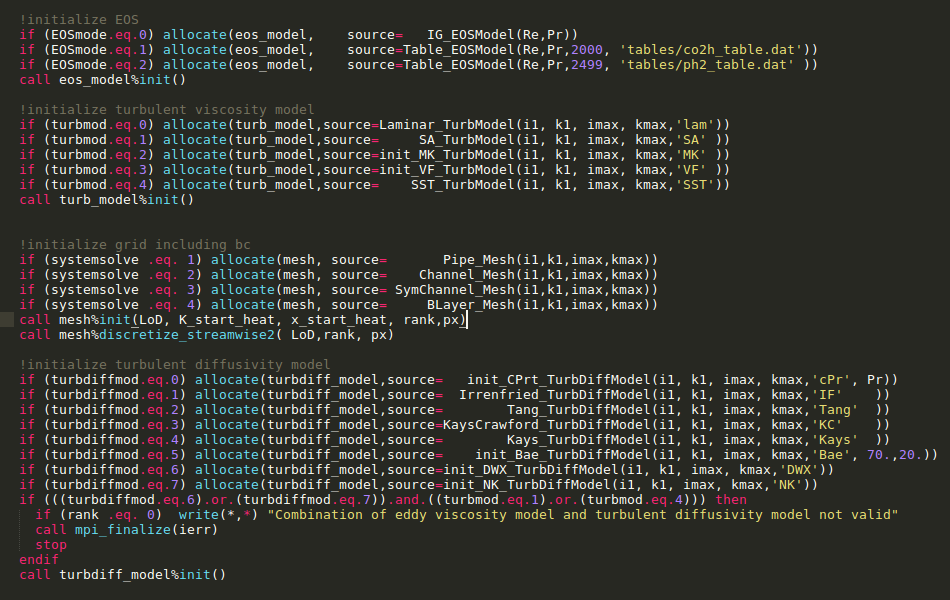 !initialize EOS
if (EOSmode.eq.0) allocate(eos_model,    source=   IG_EOSModel(Re,Pr))
if (EOSmode.eq.1) allocate(eos_model,    source=Table_EOSModel(Re,Pr,2000, 'tables/co2h_table.dat'))
if (EOSmode.eq.2) allocate(eos_model,    source=Table_EOSModel(Re,Pr,2499, 'tables/ph2_table.dat' ))
call eos_model%init()

!initialize turbulent viscosity model
if (turbmod.eq.0) allocate(turb_model,source=Laminar_TurbModel(i1, k1, imax, kmax,'lam'))
if (turbmod.eq.1) allocate(turb_model,source=     SA_TurbModel(i1, k1, imax, kmax,'SA' ))
if (turbmod.eq.2) allocate(turb_model,source=init_MK_TurbModel(i1, k1, imax, kmax,'MK' ))
if (turbmod.eq.3) allocate(turb_model,source=init_VF_TurbModel(i1, k1, imax, kmax,'VF' ))
if (turbmod.eq.4) allocate(turb_model,source=    SST_TurbModel(i1, k1, imax, kmax,'SST'))
call turb_model%init()


!initialize grid including bc
if (systemsolve .eq. 1) allocate(mesh, source=       Pipe_Mesh(i1,k1,imax,kmax))
if (systemsolve .eq. 2) allocate(mesh, source=    Channel_Mesh(i1,k1,imax,kmax))
if (systemsolve .eq. 3) allocate(mesh, source= SymChannel_Mesh(i1,k1,imax,kmax))
if (systemsolve .eq. 4) allocate(mesh, source=     BLayer_Mesh(i1,k1,imax,kmax))
call mesh%init(LoD, K_start_heat, x_start_heat, rank,px)
call mesh%discretize_streamwise2( LoD,rank, px)

!initialize turbulent diffusivity model
if (turbdiffmod.eq.0) allocate(turbdiff_model,source=   init_CPrt_TurbDiffModel(i1, k1, imax, kmax,'cPr', Pr))
if (turbdiffmod.eq.1) allocate(turbdiff_model,source=  Irrenfried_TurbDiffModel(i1, k1, imax, kmax,'IF'    ))
if (turbdiffmod.eq.2) allocate(turbdiff_model,source=        Tang_TurbDiffModel(i1, k1, imax, kmax,'Tang'  ))
if (turbdiffmod.eq.3) allocate(turbdiff_model,source=KaysCrawford_TurbDiffModel(i1, k1, imax, kmax,'KC'    ))
if (turbdiffmod.eq.4) allocate(turbdiff_model,source=        Kays_TurbDiffModel(i1, k1, imax, kmax,'Kays'  ))
if (turbdiffmod.eq.5) allocate(turbdiff_model,source=    init_Bae_TurbDiffModel(i1, k1, imax, kmax,'Bae', 70.,20.))
if (turbdiffmod.eq.6) allocate(turbdiff_model,source=init_DWX_TurbDiffModel(i1, k1, imax, kmax,'DWX'))
if (turbdiffmod.eq.7) allocate(turbdiff_model,source=init_NK_TurbDiffModel(i1, k1, imax, kmax,'NK'))
if (((turbdiffmod.eq.6).or.(turbdiffmod.eq.7)).and.((turbmod.eq.1).or.(turbmod.eq.4))) then
  if (rank .eq. 0)  write(*,*) "Combination of eddy viscosity model and turbulent diffusivity model not valid"
  call mpi_finalize(ierr)
  stop
endif
call turbdiff_model%init()